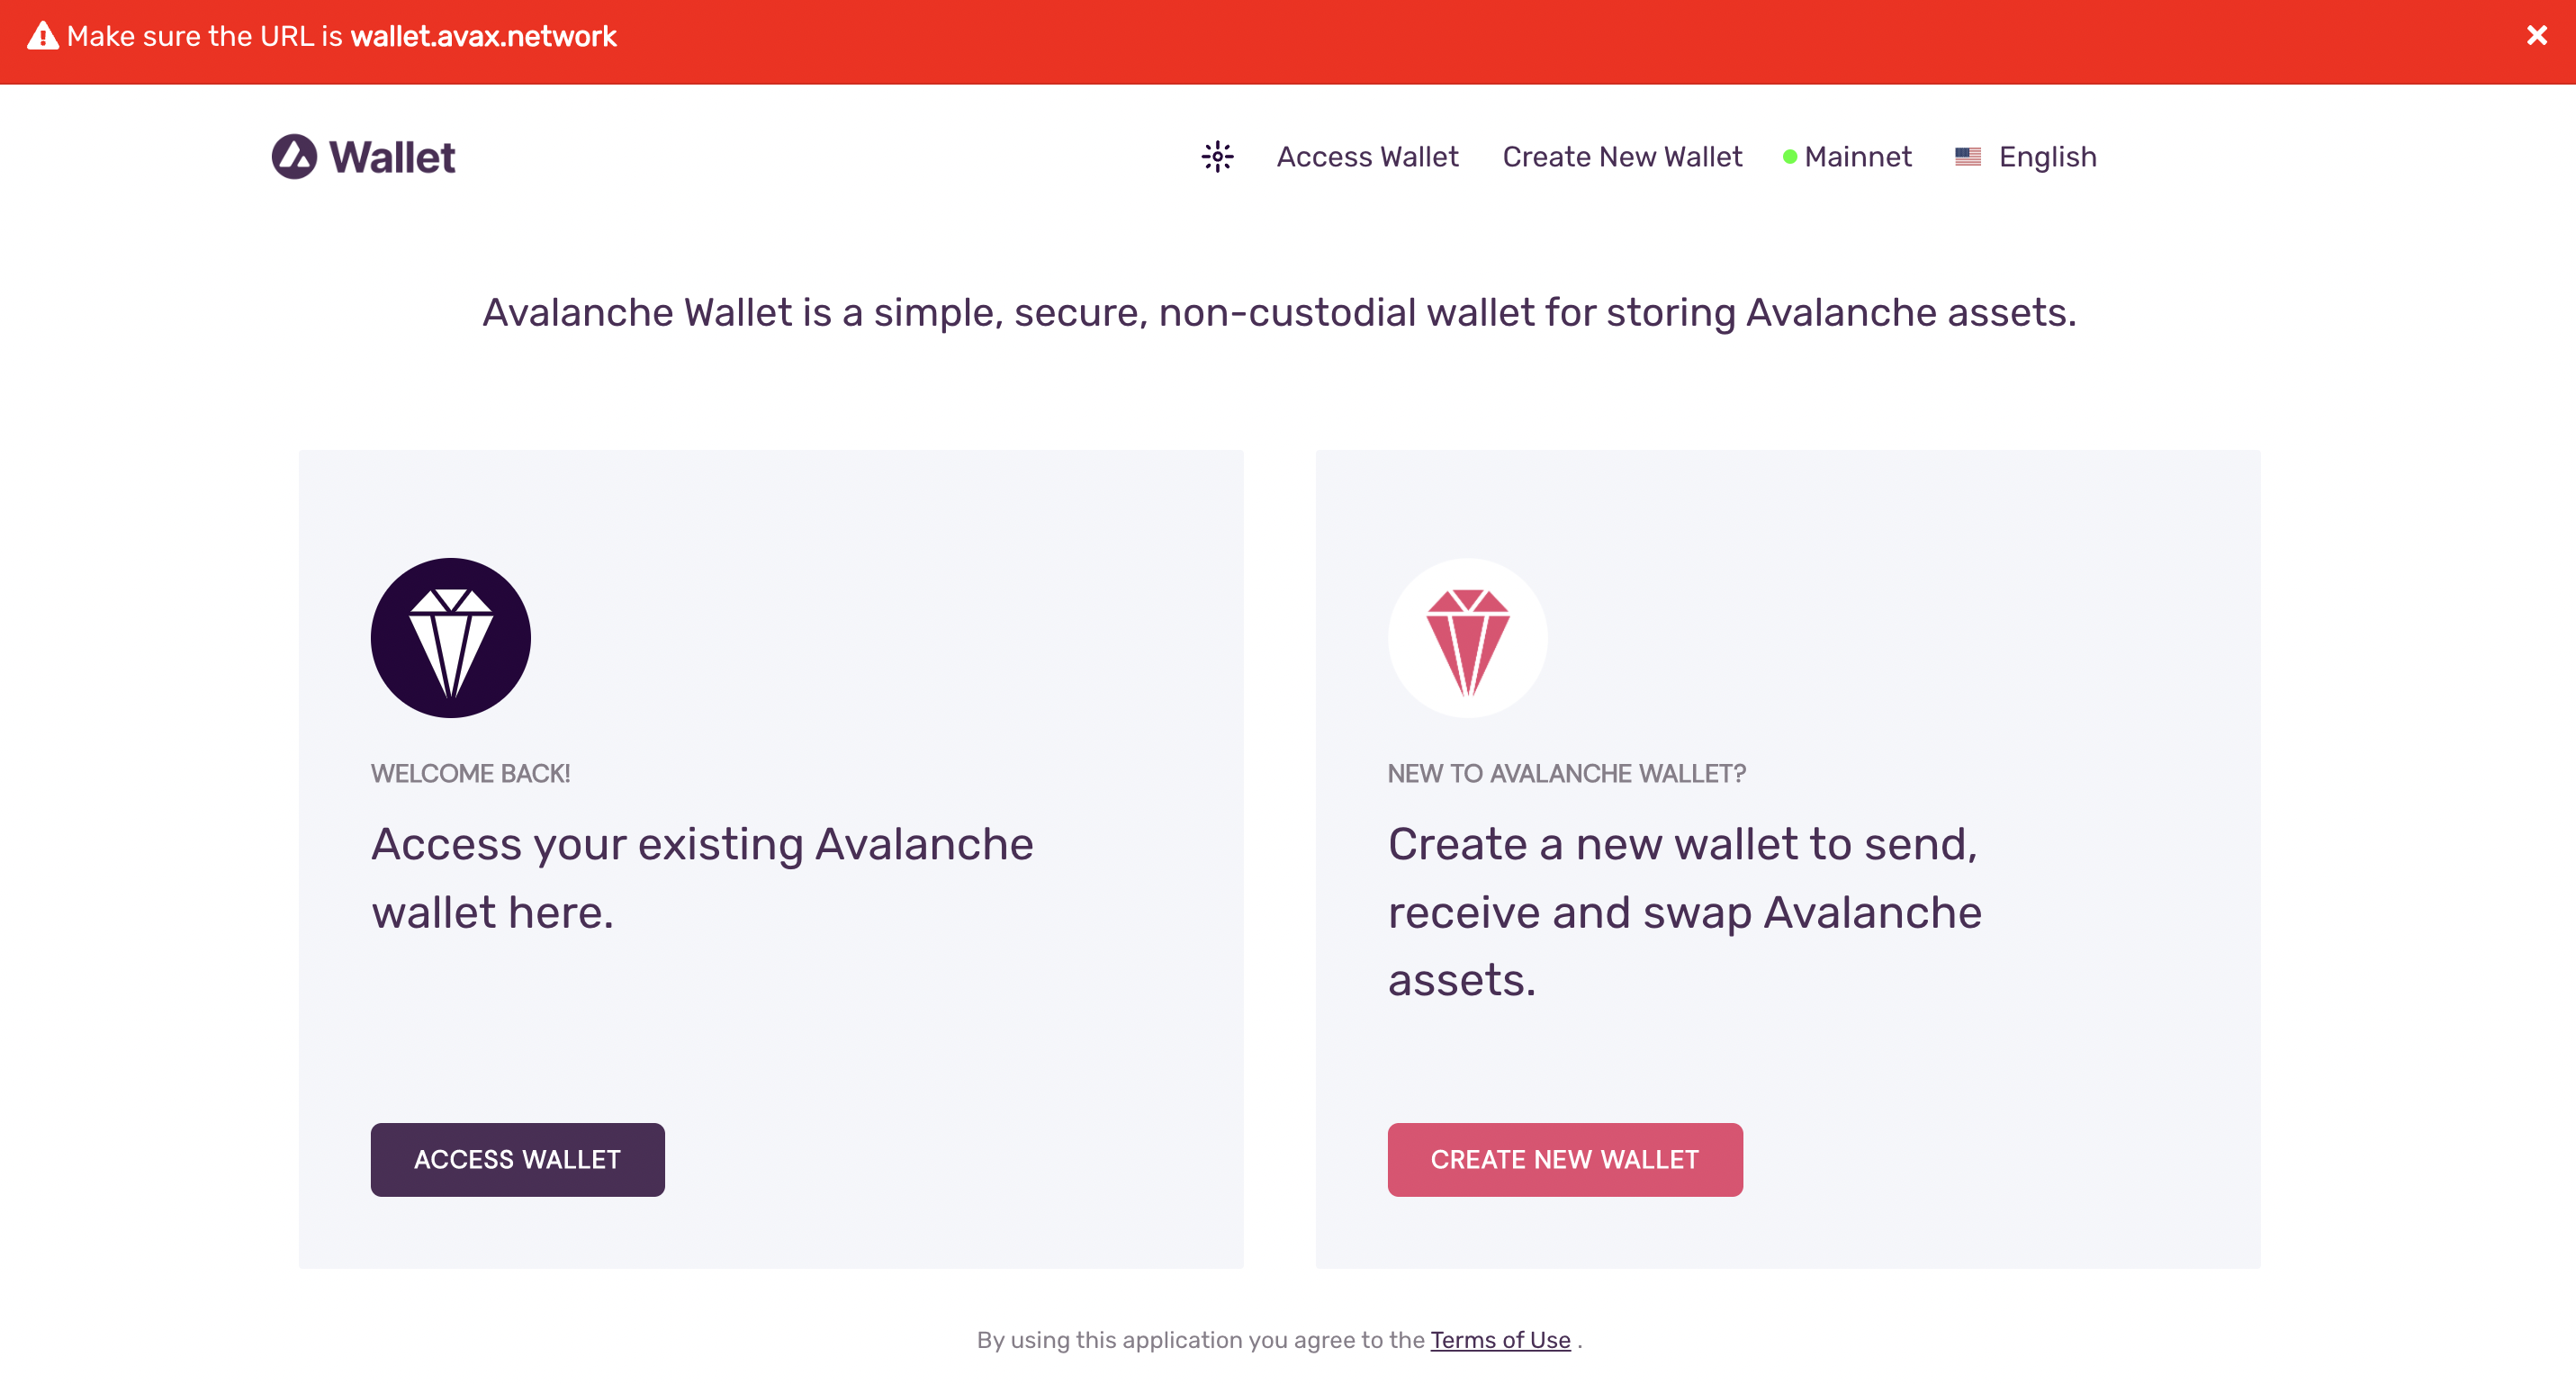 Make sure the URL is wallet.avax.network
Wallet
Access Wallet
Create New Wallet
Mainnet
English
Avalanche Wallet is a simple, secure, non-custodial wallet for storing Avalanche assets.
WELCOME BACK!
Access your existing Avalanche
wallet here.
ACCESS WALLET
NEW TO AVALANCHE WALLET?
Create a new wallet to send,
receive and swap Avalanche
assets.
CREATE NEW WALLET
By using this application you agree to the Terms of Use .